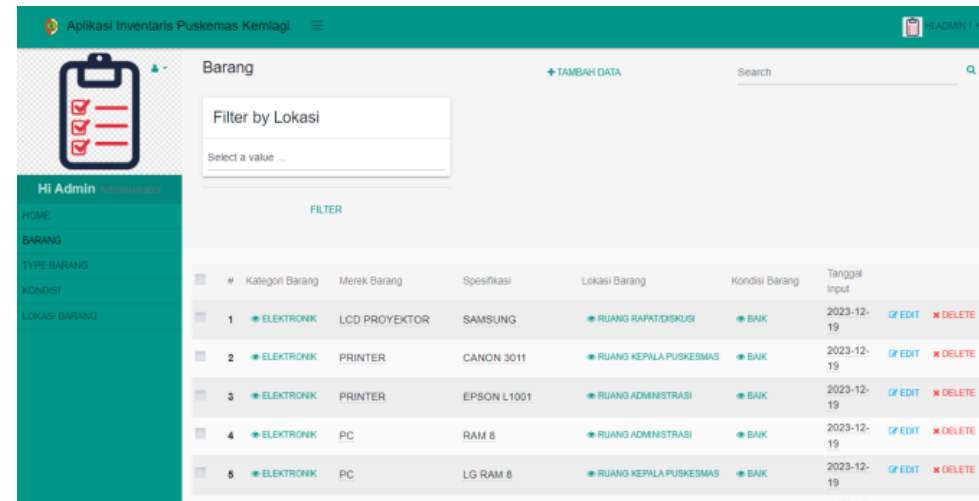 Aplikasi Inventaris Puskemas Kemlagi
HI ADMIN !
Hi Admin Administrator
HOME
BARANG
TYPE BARANG
KONDISI
LOKASI BARANG
Barang
TAMBAH DATA
Search
Filter by Lokasi
Select a value ...
FILTER
# Kategori Barang Merek Barang Spesifikasi Lokasi Barang Kondisi Barang Tanggal Input
1 ELEKTRONIK LCD PROYEKTOR SAMSUNG RUANG RAPAT/DISKUSI BAIK 2023-12-19 EDIT DELETE
2 ELEKTRONIK PRINTER CANON 3011 RUANG KEPALA PUSKESMAS BAIK 2023-12-19 EDIT DELETE
3 ELEKTRONIK PRINTER EPSON L1001 RUANG ADMINISTRASI BAIK 2023-12-19 EDIT DELETE
4 ELEKTRONIK PC RAM 8 RUANG ADMINISTRASI BAIK 2023-12-19 EDIT DELETE
5 ELEKTRONIK PC LG RAM 8 RUANG KEPALA PUSKESMAS BAIK 2023-12-19 EDIT DELETE